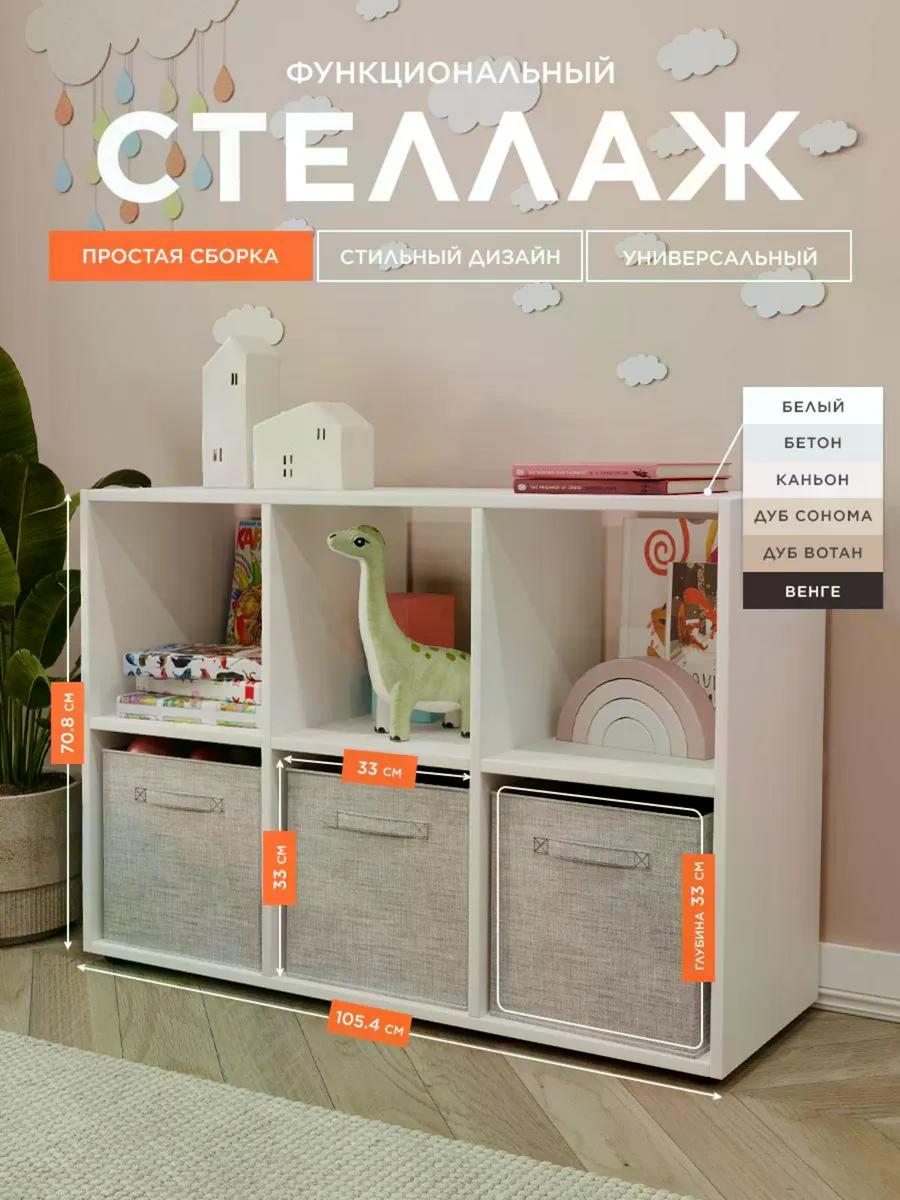 ФУНКЦИОНАЛЬНЫЙ
СТЕЛЛАЖ
ПРОСТАЯ СБОРКА
СТИЛЬНЫЙ ДИЗАЙН
УНИВЕРСАЛЬНЫЙ
БЕЛЫЙ
БЕТОН
КАНЬОН
ДУБ СОНОМА
ДУБ ВОТАН
ВЕНГЕ
70.8 СМ
33 СМ
33 СМ
ГЛУБИНА 33 СМ
105.4 СМ